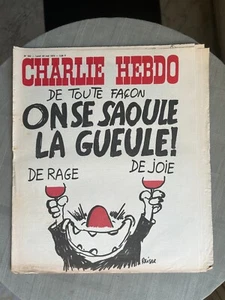 CHARLIE HEBDO
DE TOUTE FAÇON
ON SE SAOULE
LA GUEULE!
DE RAGE
DE JOIE
REISER